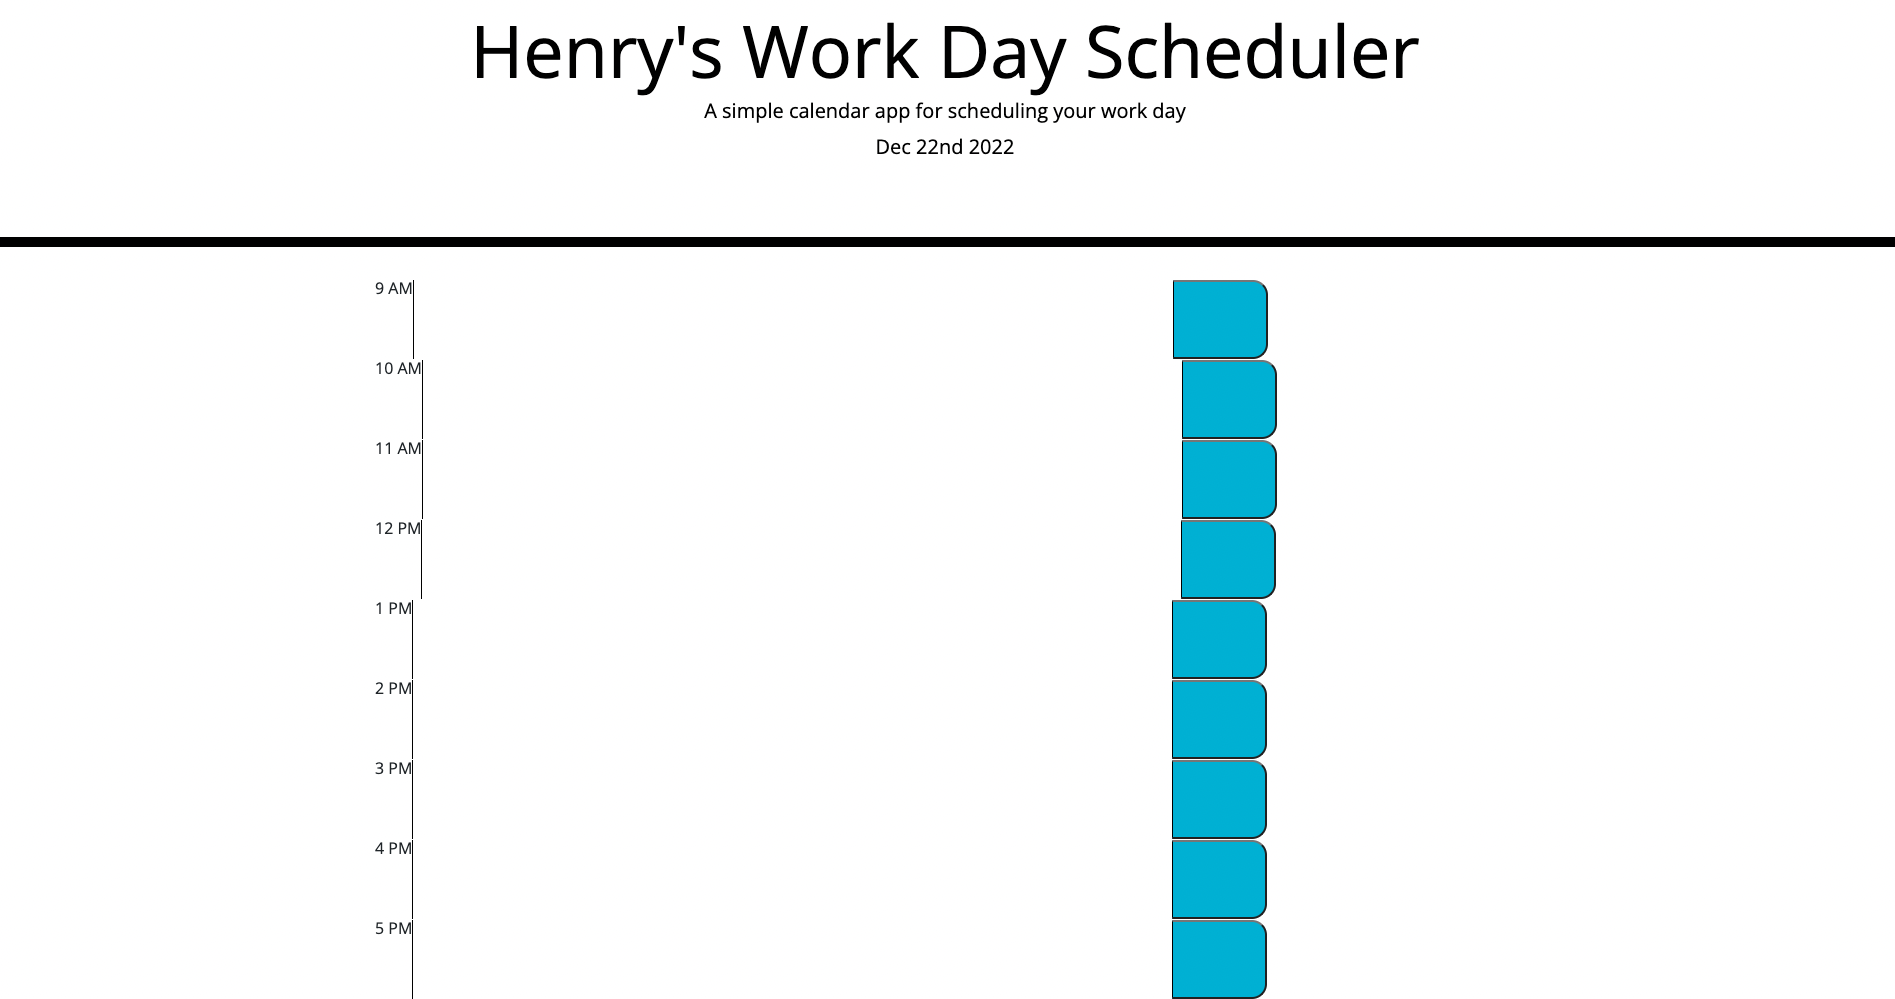 Henry's Work Day Scheduler
A simple calendar app for scheduling your work day
Dec 22nd 2022
9 AM
10 AM
11 AM
12 PM
1 PM
2 PM
3 PM
4 PM
5 PM